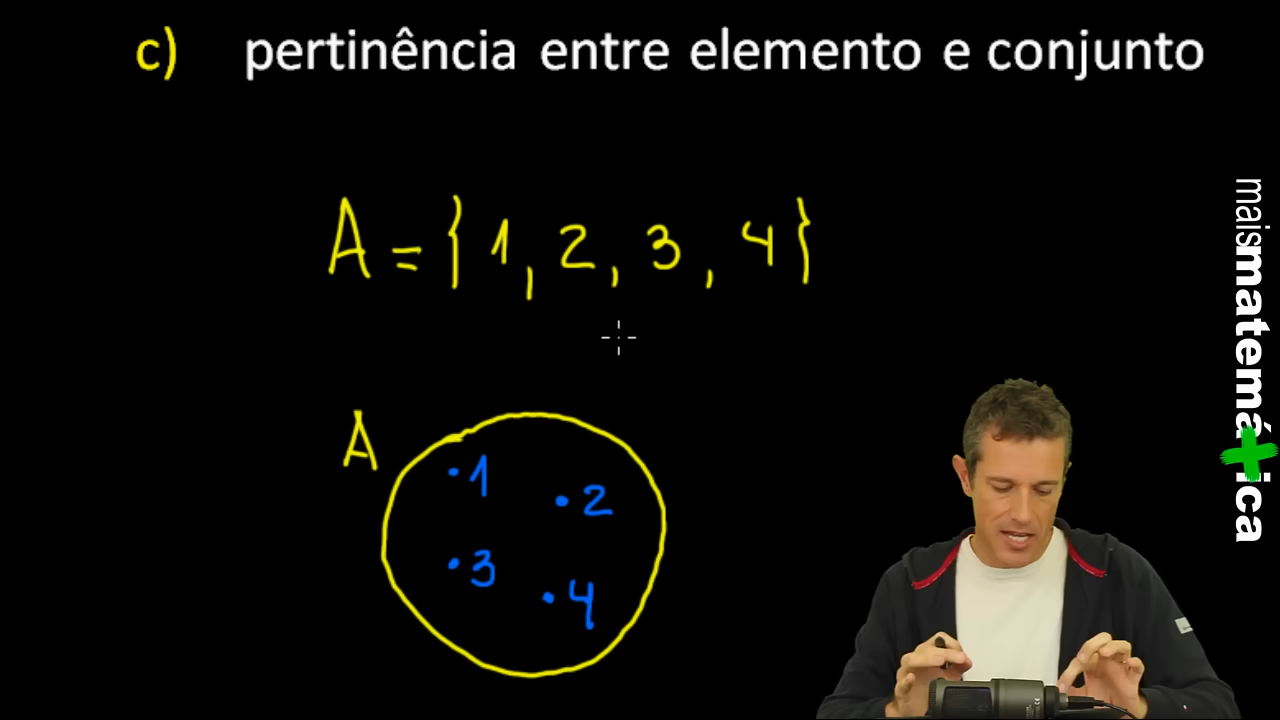 c) pertinência entre elemento e conjunto
A = { 1, 2, 3, 4 }
A
• 1
• 2
• 3
• 4
maismatemática